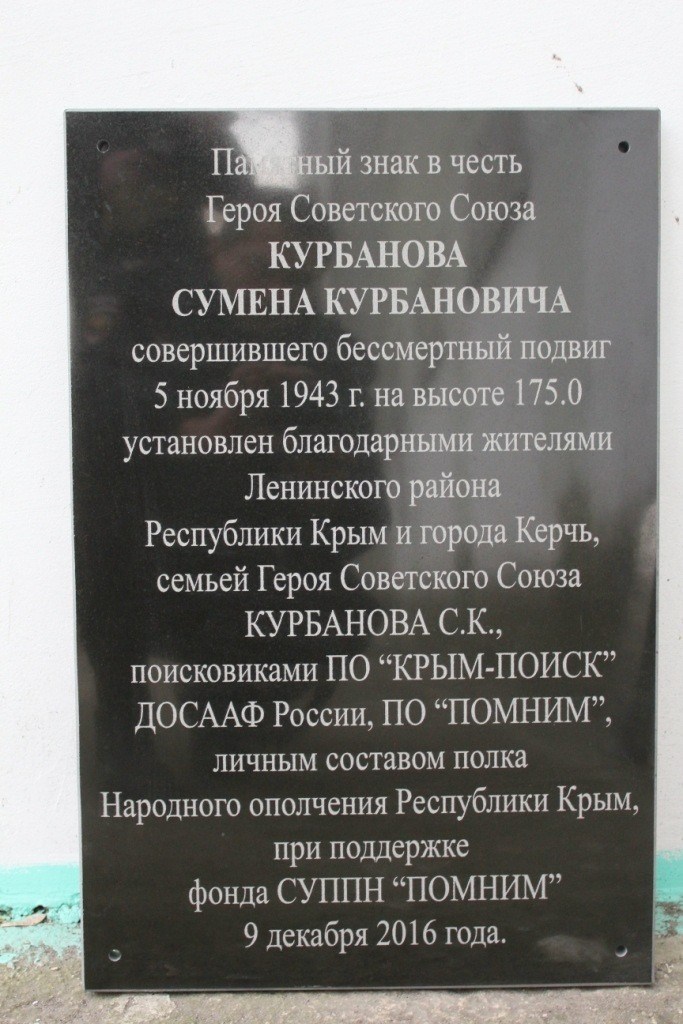 Памятный знак в честь
Героя Советского Союза
КУРБАНОВА
СУМЕНА КУРБАНОВИЧА
совершившего бессмертный подвиг
5 ноября 1943 г. на высоте 175.0
установлен благодарными жителями
Ленинского района
Республики Крым и города Керчь,
семьей Героя Советского Союза
КУРБАНОВА С.К.,
поисковиками ПО “КРЫМ-ПОИСК”
ДОСААФ России, ПО “ПОМНИМ”,
личным составом полка
Народного ополчения Республики Крым,
при поддержке
фонда СУППН “ПОМНИМ”
9 декабря 2016 года.